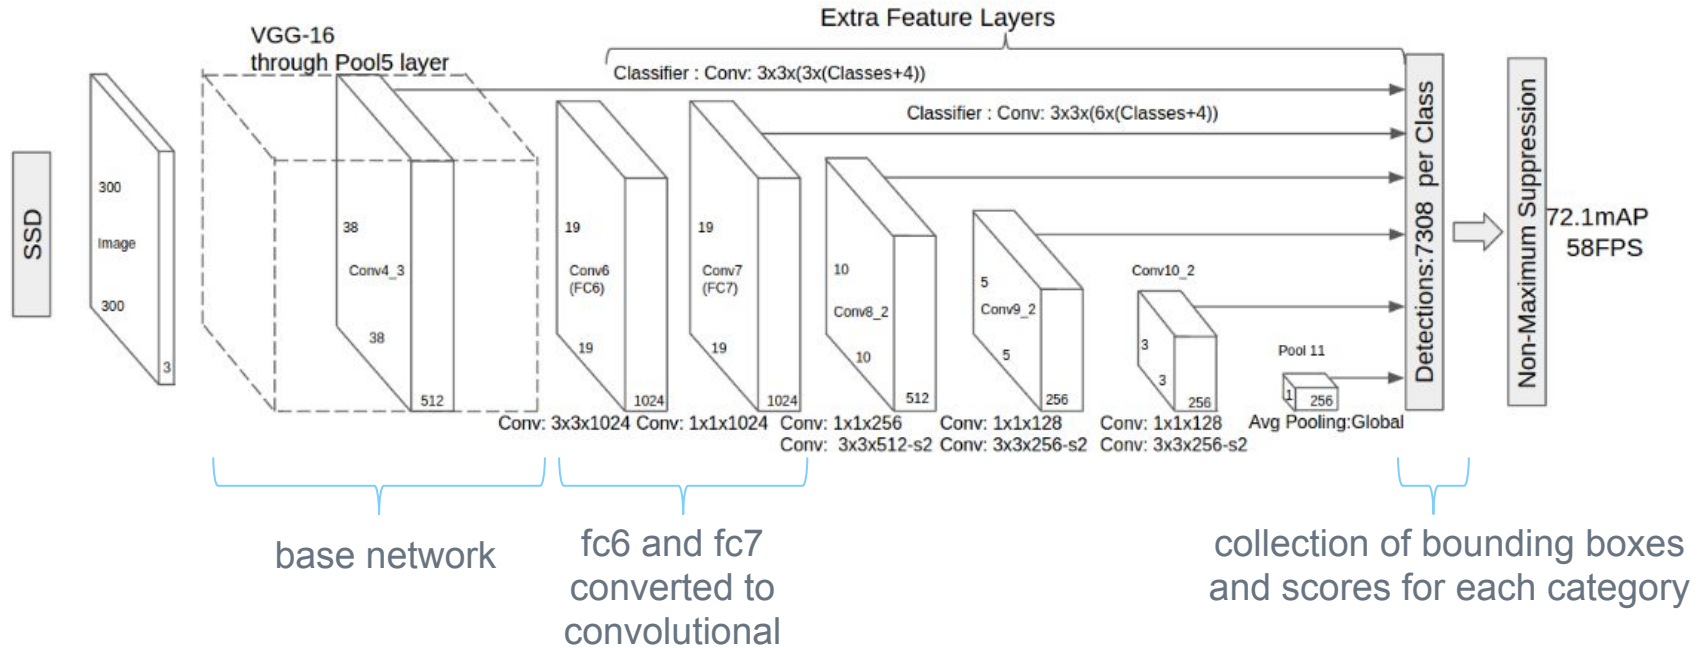 Extra Feature Layers
VGG-16
through Pool5 layer
Classifier : Conv: 3x3x(3x(Classes+4))
Classifier : Conv: 3x3x(6x(Classes+4))
SSD
300
Image
300
3
38
Conv4_3
38
512
19
Conv6
(FC6)
19
1024
19
Conv7
(FC7)
19
1024
10
Conv8_2
10
512
5
Conv9_2
5
256
Conv10_2
3
3
256
Pool 11
1
256
Detections:7308 per Class
Non-Maximum Suppression
72.1mAP
58FPS
Conv: 3x3x1024
Conv: 1x1x1024
Conv: 1x1x256
Conv: 3x3x512-s2
Conv: 1x1x128
Conv: 3x3x256-s2
Conv: 1x1x128
Conv: 3x3x256-s2
Avg Pooling:Global
base network
fc6 and fc7
converted to
convolutional
collection of bounding boxes
and scores for each category